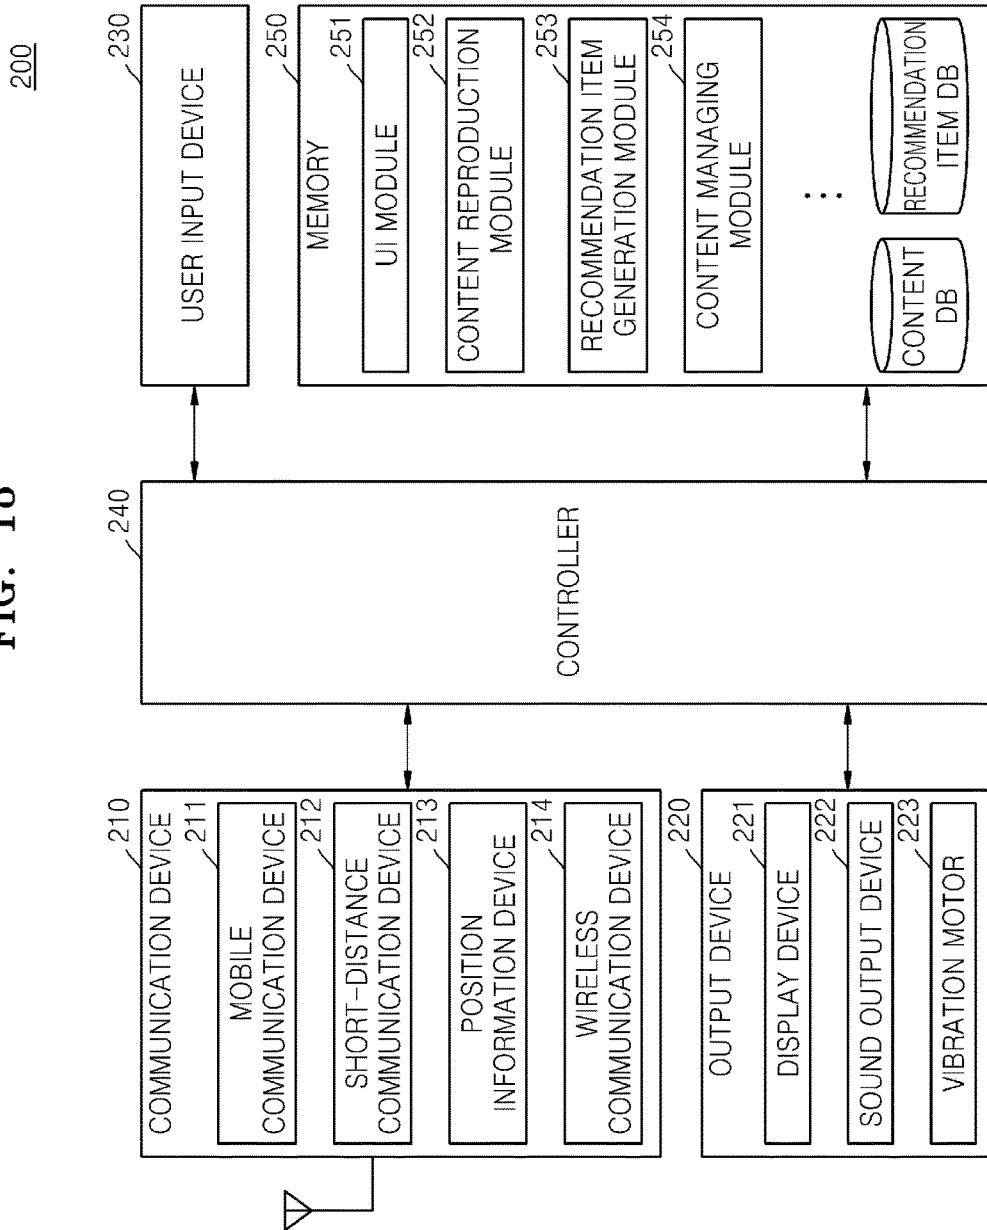 FIG.
200
210
COMMUNICATION DEVICE
211
MOBILE
COMMUNICATION DEVICE
212
SHORT-DISTANCE
COMMUNICATION DEVICE
213
POSITION
INFORMATION DEVICE
214
WIRELESS
COMMUNICATION DEVICE
220
OUTPUT DEVICE
221
DISPLAY DEVICE
222
SOUND OUTPUT DEVICE
223
VIBRATION MOTOR
240
CONTROLLER
230
USER INPUT DEVICE
250
MEMORY
251
UI MODULE
252
CONTENT REPRODUCTION
MODULE
253
RECOMMENDATION ITEM
GENERATION MODULE
254
CONTENT MANAGING
MODULE
...
CONTENT
DB
RECOMMENDATION
ITEM DB